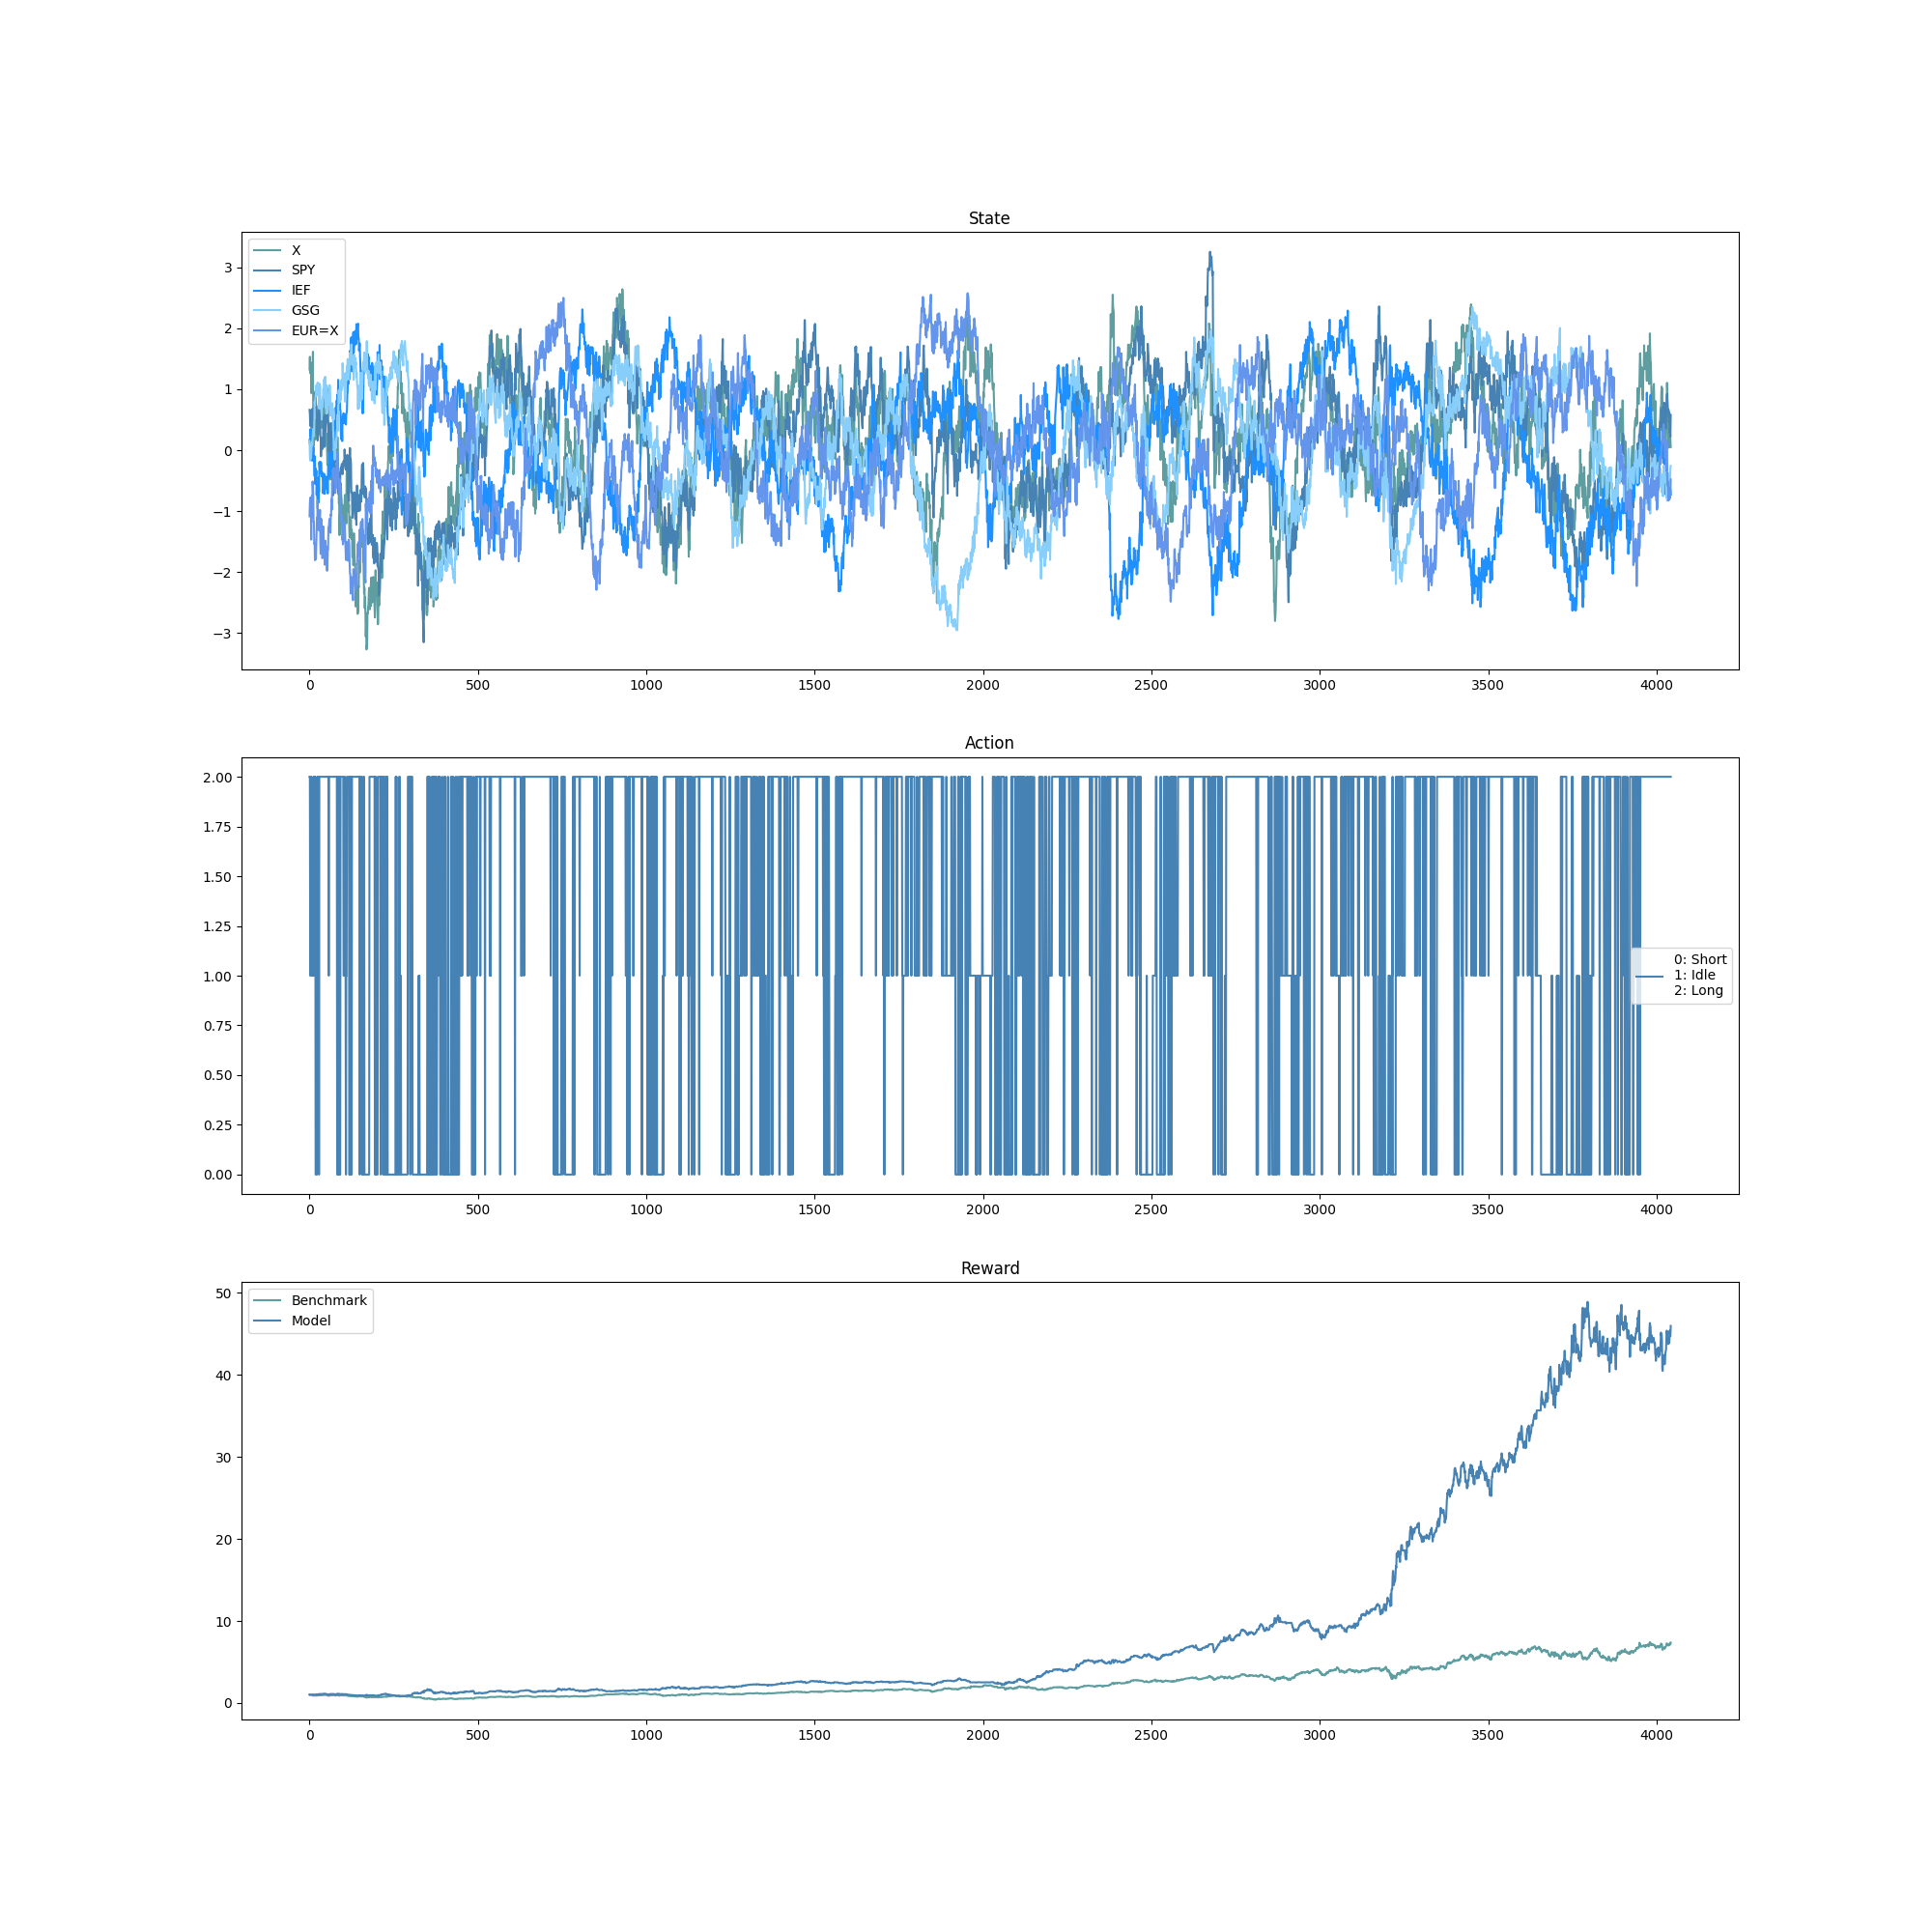 State
X
SPY
IEF
GSG
EUR=X
3
2
1
0
−1
−2
−3
0 500 1000 1500 2000 2500 3000 3500 4000
Action
2.00
1.75
1.50
1.25
1.00
0.75
0.50
0.25
0.00
0: Short
1: Idle
2: Long
0 500 1000 1500 2000 2500 3000 3500 4000
Reward
Benchmark
Model
50
40
30
20
10
0
0 500 1000 1500 2000 2500 3000 3500 4000